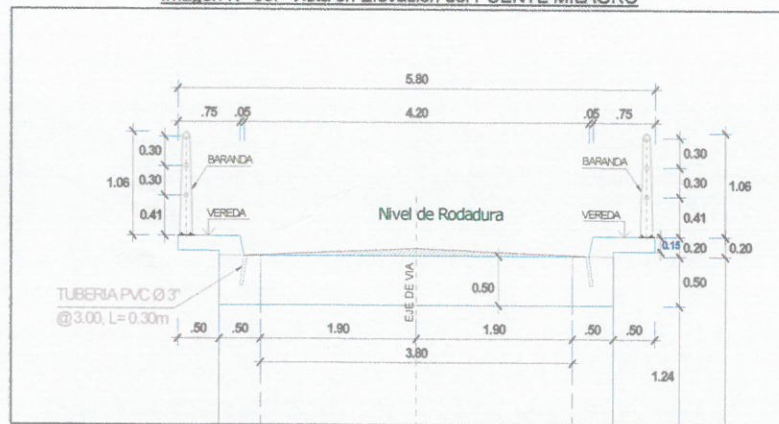 PUENTE MILAGRO
5.80
.75 .05 4.20 .05 .75
0.30 0.30
BARANDA BARANDA
1.06 0.30 0.30 1.06
0.41 VEREDA Nivel de Rodadura VEREDA 0.41
0.15 0.20 0.20
TUBERIA PVC Ø 3"
@3.00, L= 0.30m
EJE DE VIA
0.50 0.50
.50 .50 1.90 1.90 .50 .50
3.80
1.24